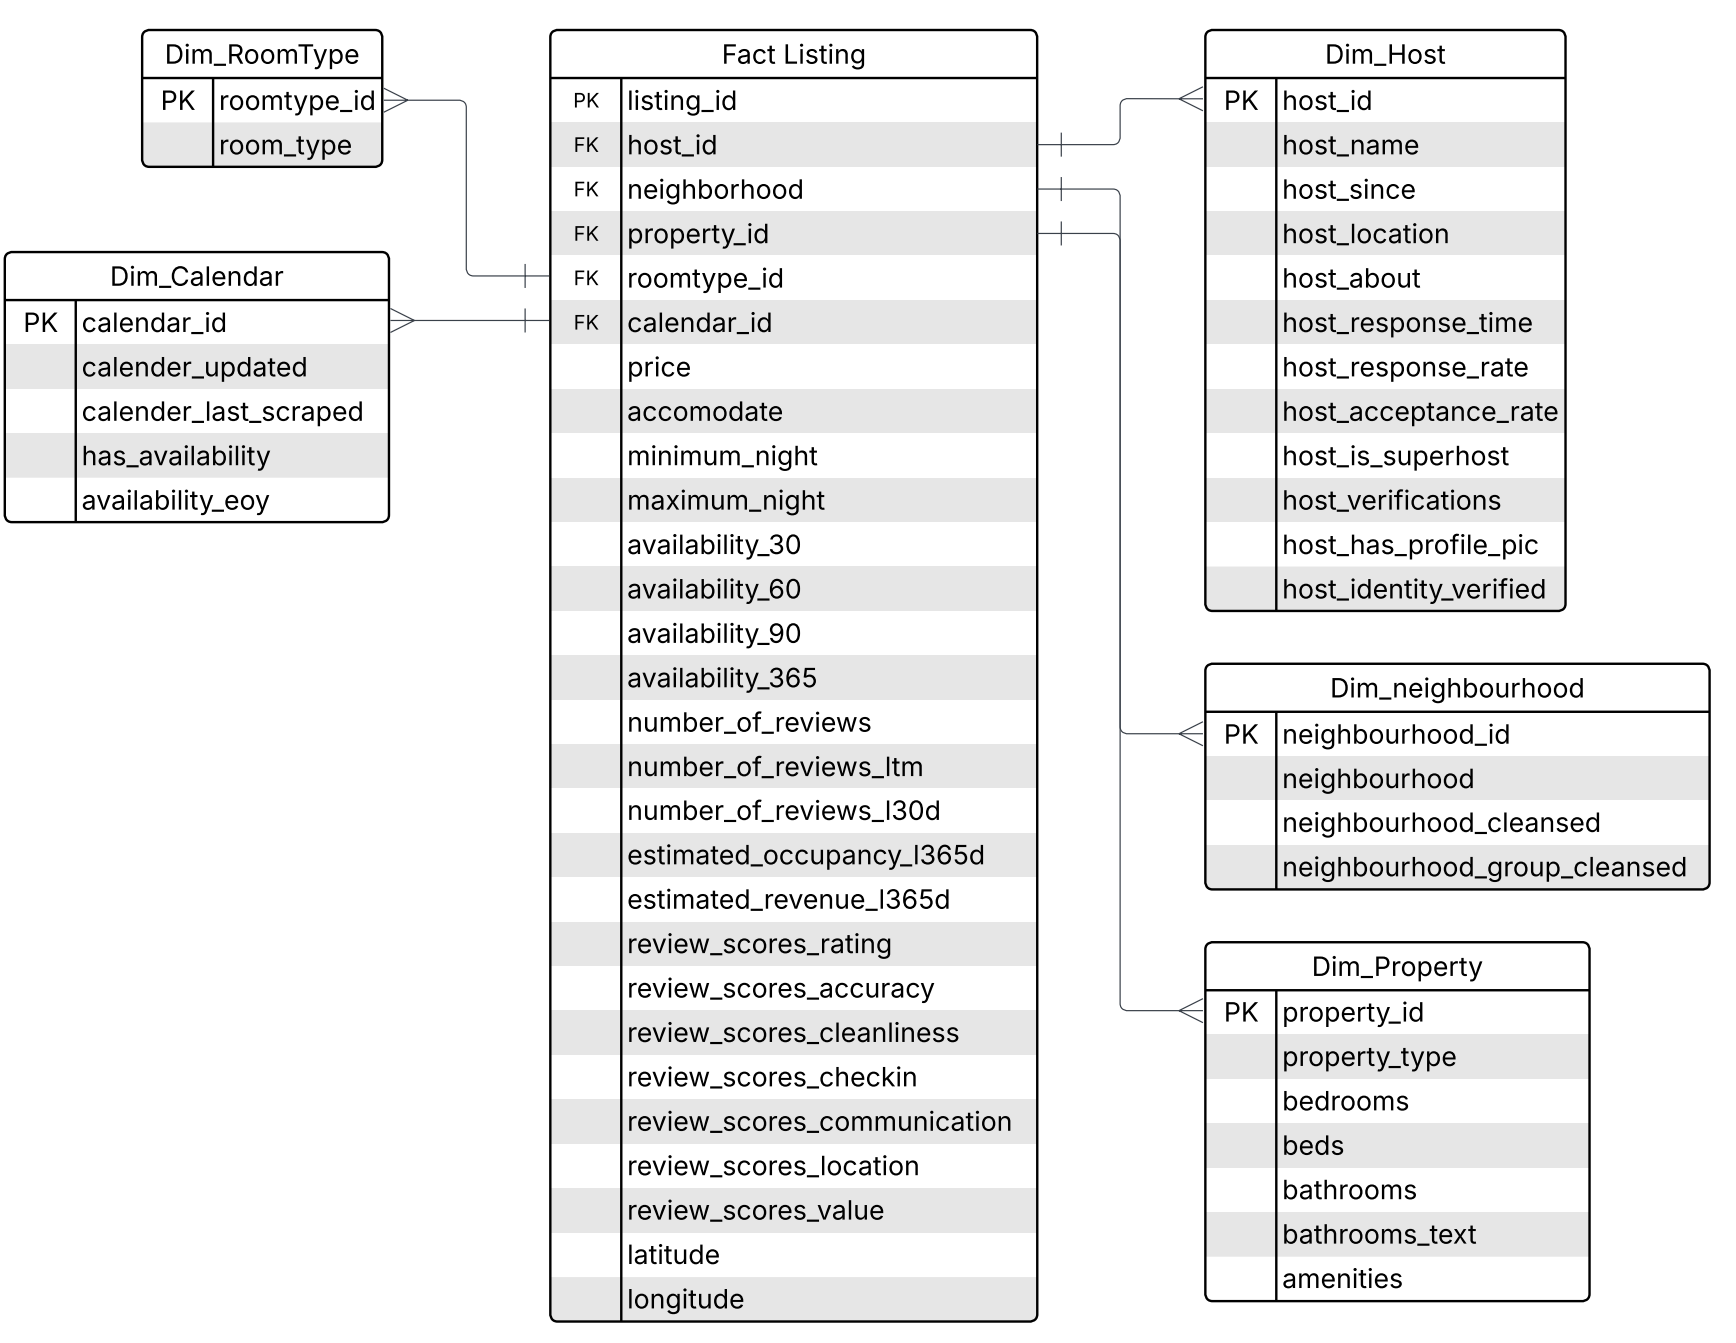 Dim_RoomType
PK roomtype_id
room_type
Dim_Calendar
PK calendar_id
calender_updated
calender_last_scraped
has_availability
availability_eoy
Fact Listing
PK listing_id
FK host_id
FK neighborhood
FK property_id
FK roomtype_id
FK calendar_id
price
accomodate
minimum_night
maximum_night
availability_30
availability_60
availability_90
availability_365
number_of_reviews
number_of_reviews_ltm
number_of_reviews_l30d
estimated_occupancy_l365d
estimated_revenue_l365d
review_scores_rating
review_scores_accuracy
review_scores_cleanliness
review_scores_checkin
review_scores_communication
review_scores_location
review_scores_value
latitude
longitude
Dim_Host
PK host_id
host_name
host_since
host_location
host_about
host_response_time
host_response_rate
host_acceptance_rate
host_is_superhost
host_verifications
host_has_profile_pic
host_identity_verified
Dim_neighbourhood
PK neighbourhood_id
neighbourhood
neighbourhood_cleansed
neighbourhood_group_cleansed
Dim_Property
PK property_id
property_type
bedrooms
beds
bathrooms
bathrooms_text
amenities